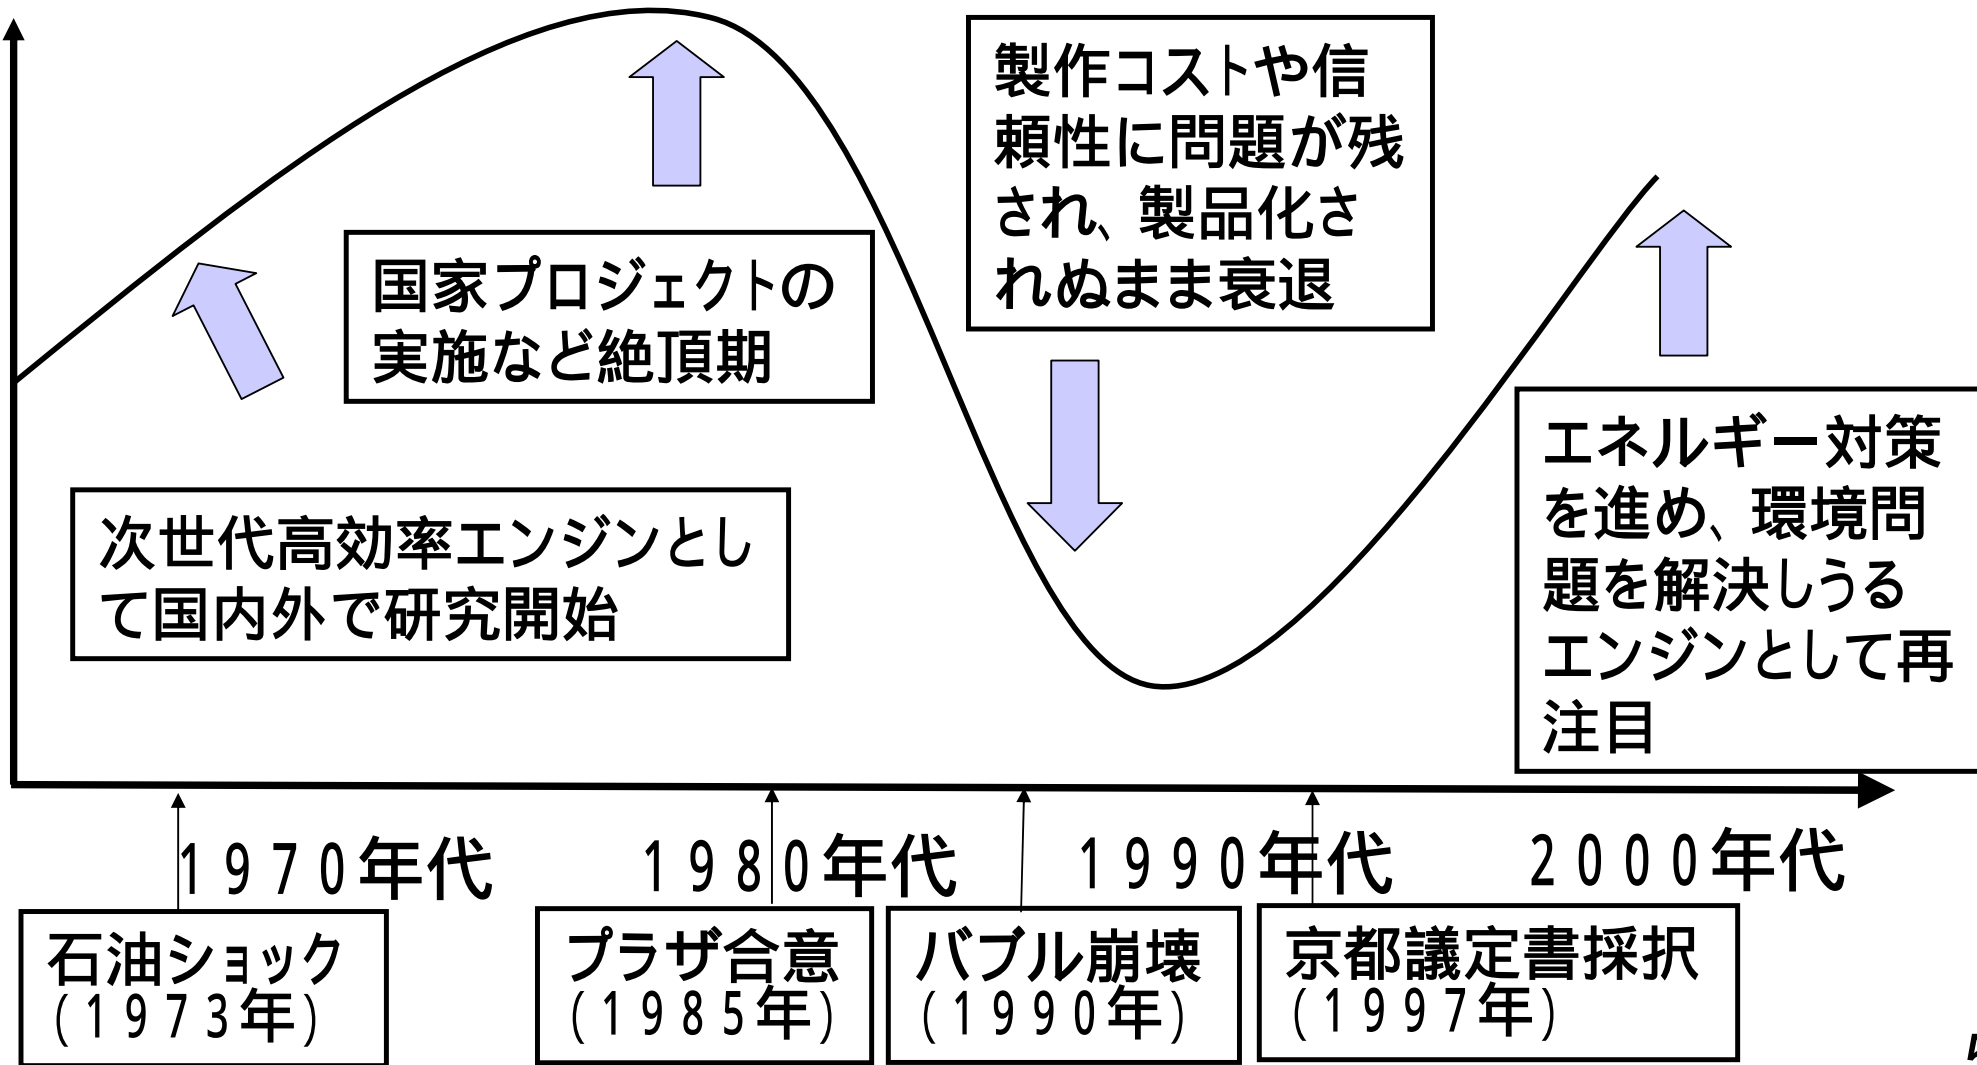 製作コストや信
頼性に問題が残
され、製品化さ
れぬまま衰退
国家プロジェクトの
実施など絶頂期
エネルギー対策
を進め、環境問
題を解決しうる
エンジンとして再
注目
次世代高効率エンジンとし
て国内外で研究開始
1970年代
1980年代
1990年代
2000年代
石油ショック
(1973年)
プラザ合意
(1985年)
バブル崩壊
(1990年)
京都議定書採択
(1997年)